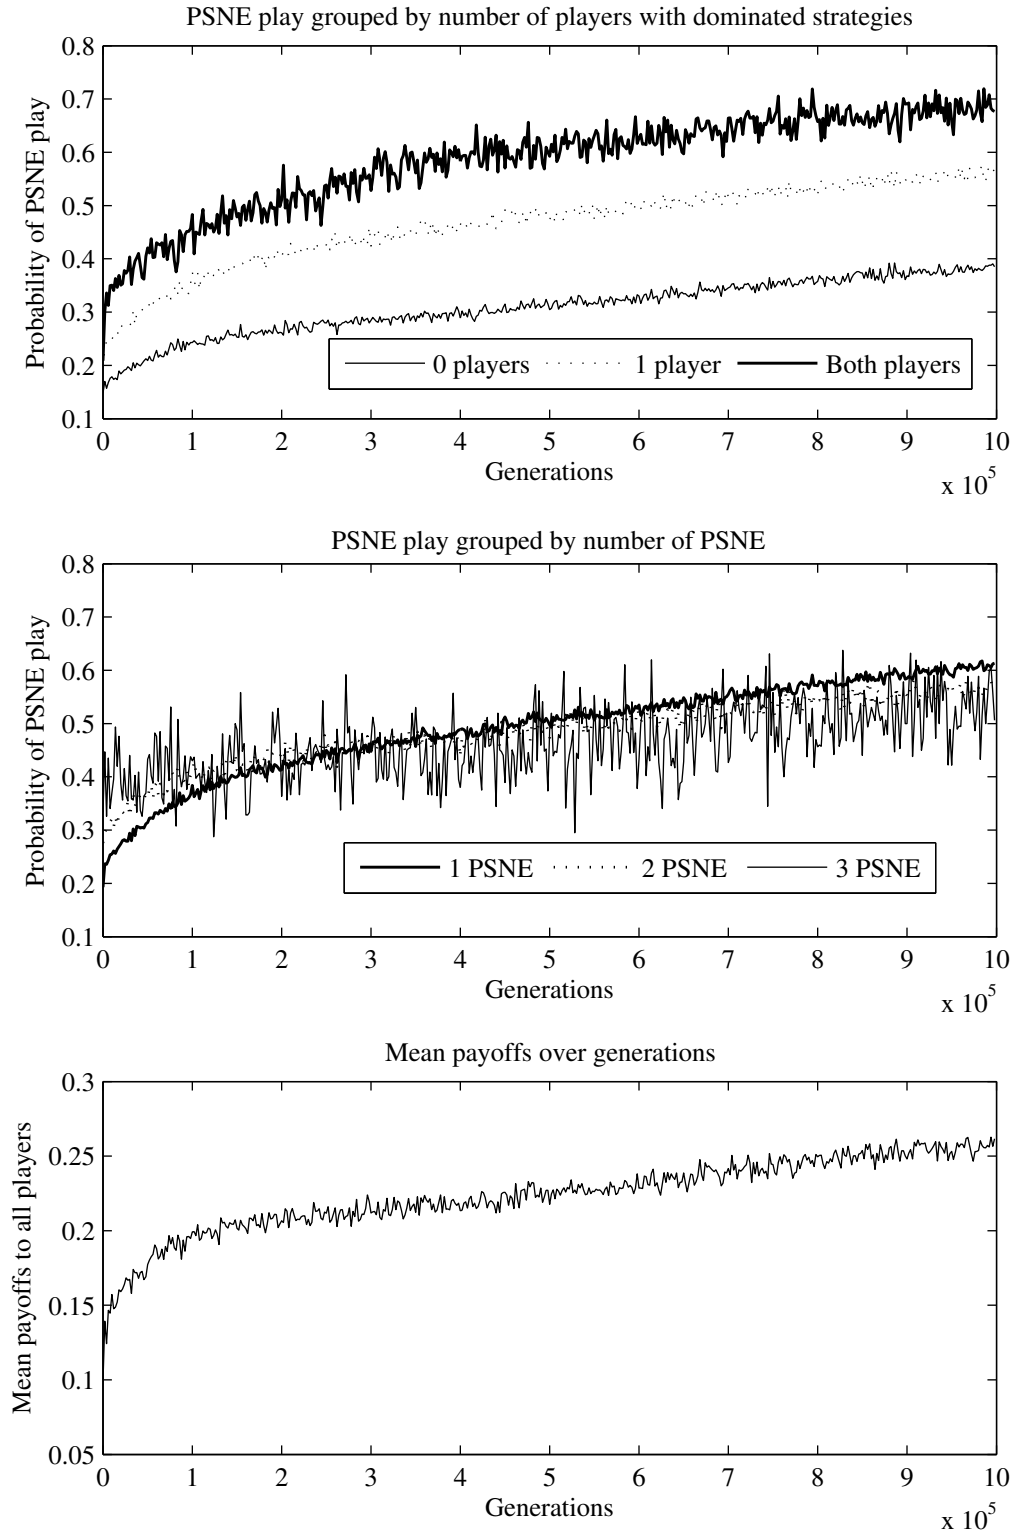 PSNE play grouped by number of players with dominated strategies
Probability of PSNE play
0.8
0.7
0.6
0.5
0.4
0.3
0.2
0.1
0 players 1 player Both players
0 1 2 3 4 5 6 7 8 9 10
Generations
x 10^5
PSNE play grouped by number of PSNE
Probability of PSNE play
0.8
0.7
0.6
0.5
0.4
0.3
0.2
0.1
1 PSNE 2 PSNE 3 PSNE
0 1 2 3 4 5 6 7 8 9 10
Generations
x 10^5
Mean payoffs over generations
Mean payoffs to all players
0.3
0.25
0.2
0.15
0.1
0.05
0 1 2 3 4 5 6 7 8 9 10
Generations
x 10^5